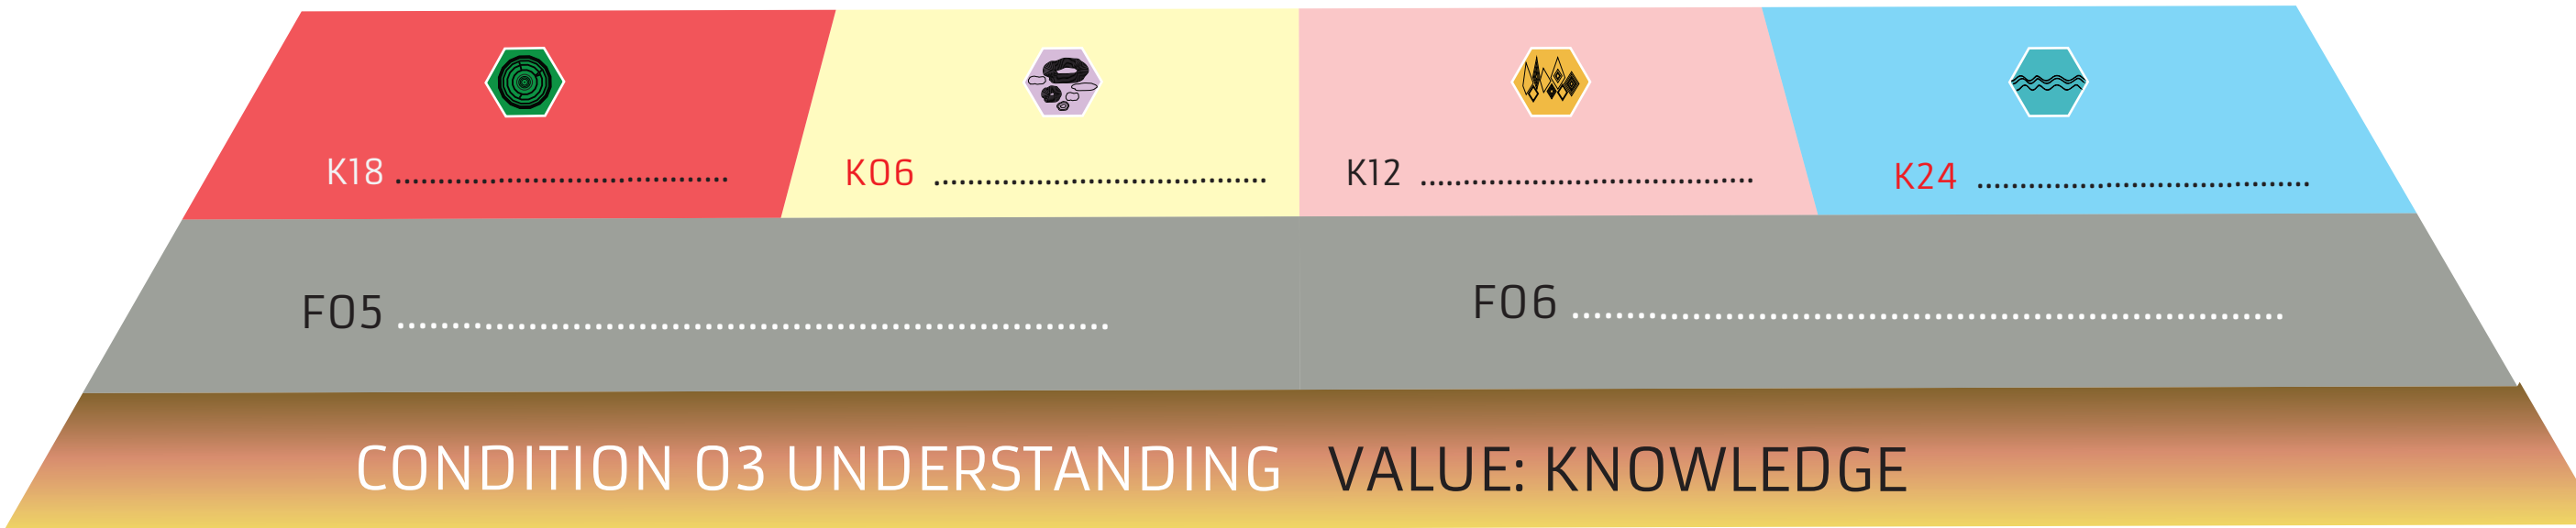 K18 ........................................
K06 ........................................
K12 ........................................
K24 ........................................
F05 .................................................................
F06 .................................................................
CONDITION 03 UNDERSTANDING VALUE: KNOWLEDGE